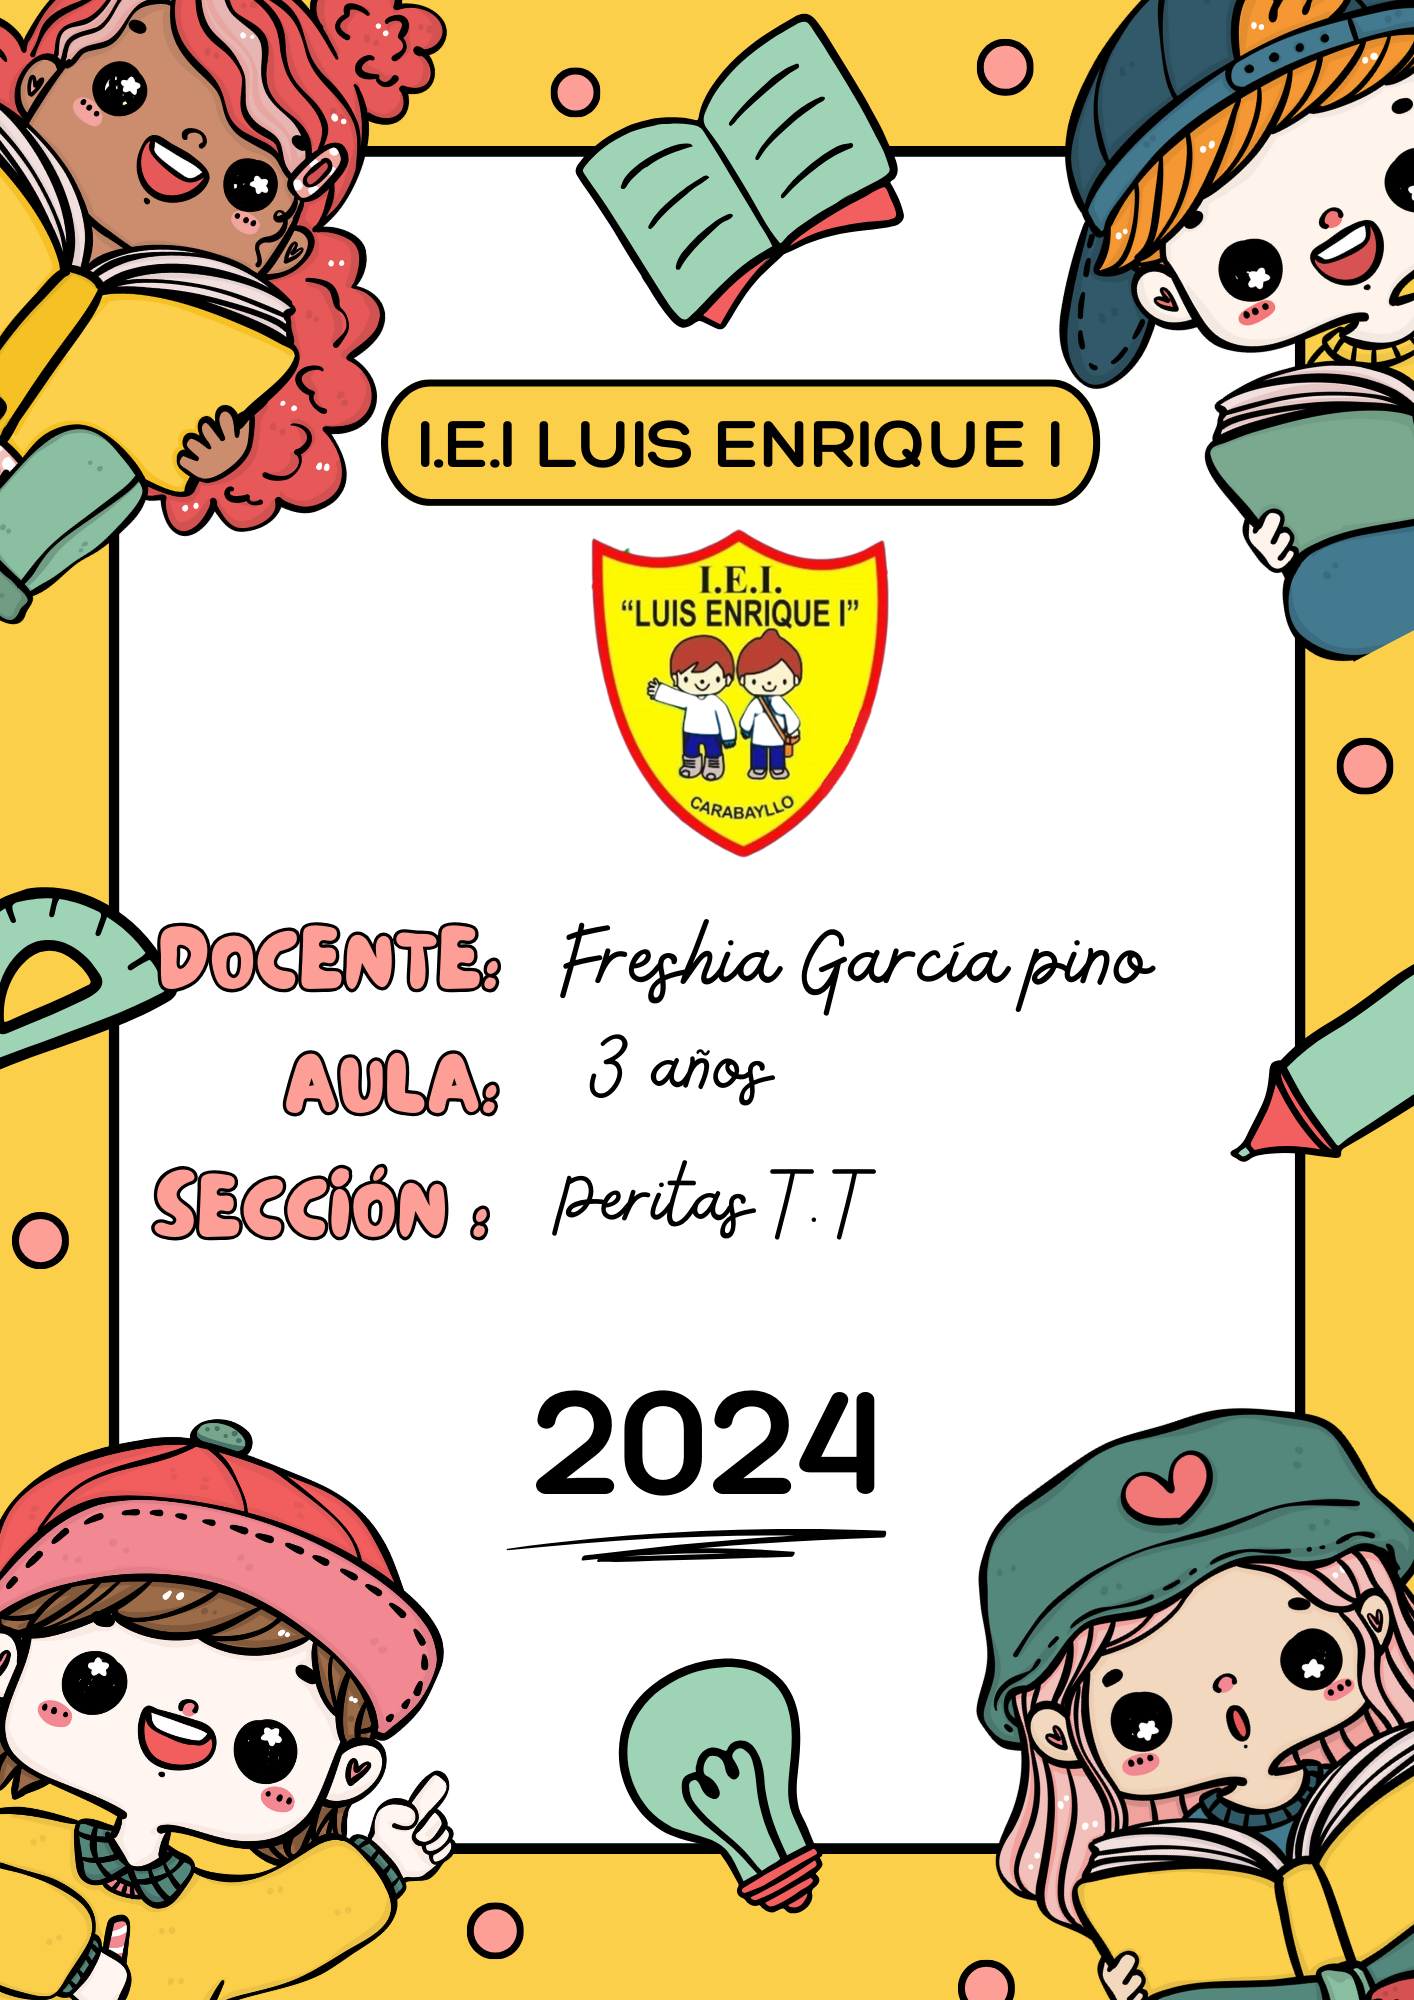 I.E.I LUIS ENRIQUE I
I.E.I.
“LUIS ENRIQUE I”
CARABAYLLO
DOCENTE: Freshia García pino
AULA: 3 años
SECCIÓN : peritas T.T
2024